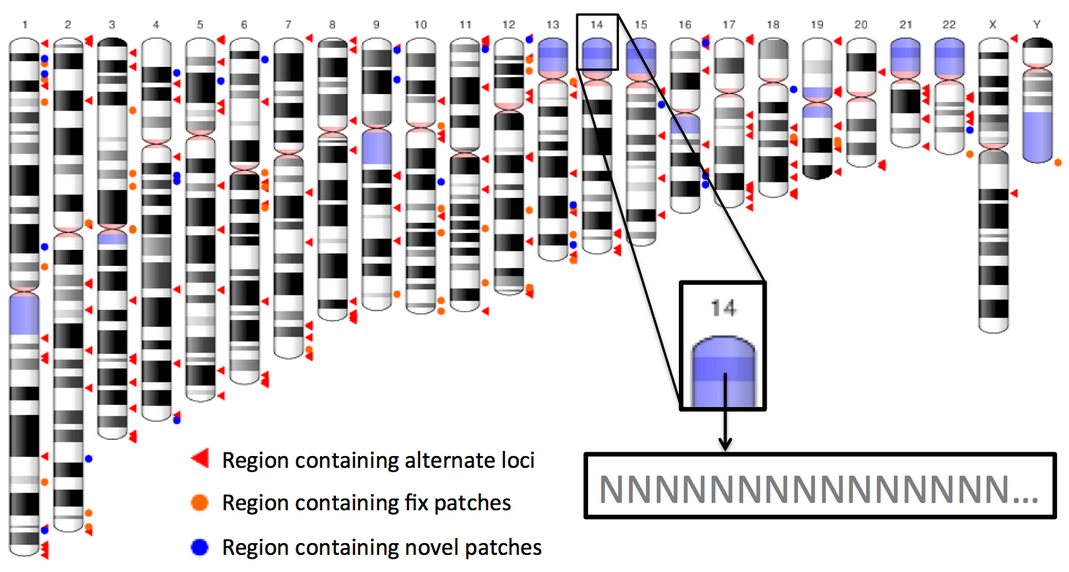 1 2 3 4 5 6 7 8 9 10 11 12 13 14 15 16 17 18 19 20 21 22 X Y
14
Region containing alternate loci
Region containing fix patches
Region containing novel patches
NNNNNNNNNNNNNNNN...